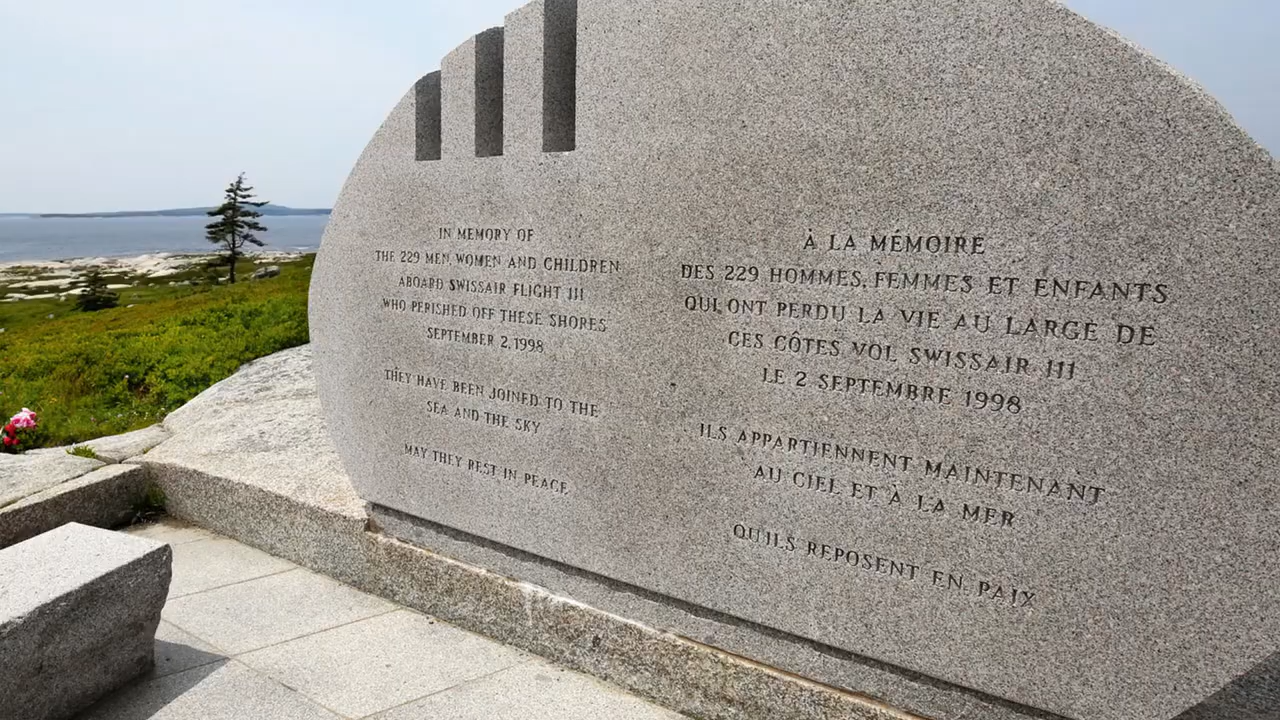 IN MEMORY OF
THE 229 MEN, WOMEN AND CHILDREN
ABOARD SWISSAIR FLIGHT 111
WHO PERISHED OFF THESE SHORES
SEPTEMBER 2, 1998
THEY HAVE BEEN JOINED TO THE
SEA AND THE SKY
MAY THEY REST IN PEACE
À LA MÉMOIRE
DES 229 HOMMES, FEMMES ET ENFANTS
QUI ONT PERDU LA VIE AU LARGE DE
CES CÔTES VOL SWISSAIR 111
LE 2 SEPTEMBRE 1998
ILS APPARTIENNENT MAINTENANT
AU CIEL ET À LA MER
QU'ILS REPOSENT EN PAIX